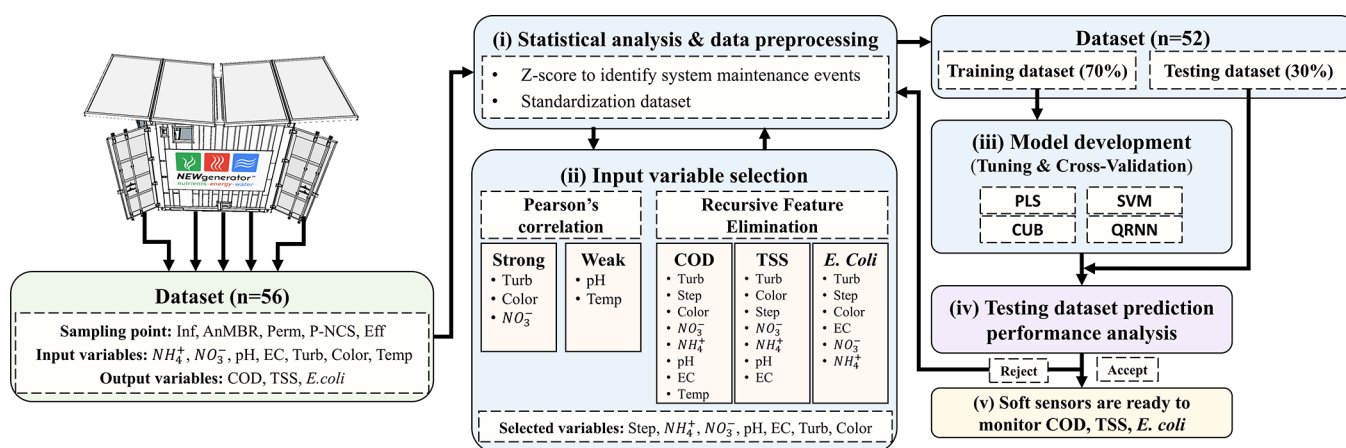 NEWgenerator™
nutrients·energy·water
Dataset (n=56)
Sampling point: Inf, AnMBR, Perm, P-NCS, Eff
Input variables: NH₄⁺, NO₃⁻, pH, EC, Turb, Color, Temp
Output variables: COD, TSS, E.coli
(i) Statistical analysis & data preprocessing
• Z-score to identify system maintenance events
• Standardization dataset
(ii) Input variable selection
Pearson's
correlation
Strong
• Turb
• Color
• NO₃⁻
Weak
• pH
• Temp
Recursive Feature
Elimination
COD
• Turb
• Step
• Color
• NO₃⁻
• NH₄⁺
• pH
• EC
• Temp
TSS
• Turb
• Color
• Step
• NO₃⁻
• NH₄⁺
• pH
• EC
E. Coli
• Turb
• Step
• Color
• EC
• NO₃⁻
• NH₄⁺
Selected variables: Step, NH₄⁺, NO₃⁻, pH, EC, Turb, Color
Dataset (n=52)
Training dataset (70%)
Testing dataset (30%)
(iii) Model development
(Tuning & Cross-Validation)
PLS
SVM
CUB
QRNN
(iv) Testing dataset prediction
performance analysis
Reject
Accept
(v) Soft sensors are ready to
monitor COD, TSS, E. coli